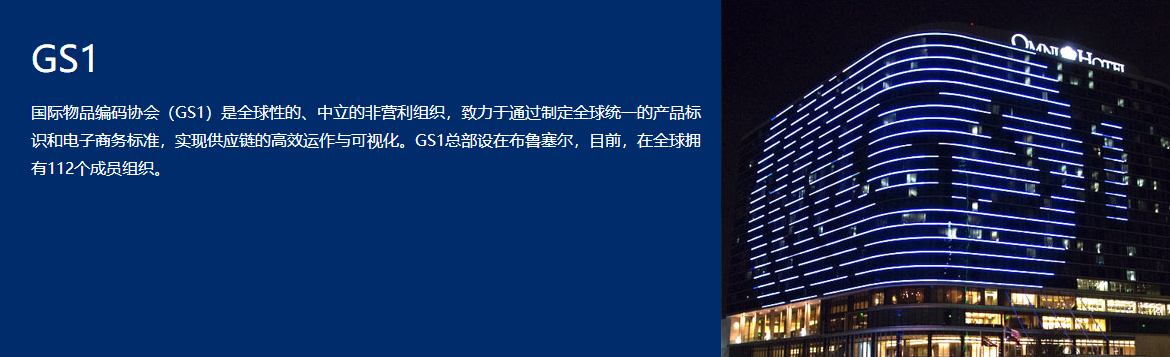 GS1
国际物品编码协会（GS1）是全球性的、中立的非营利组织，致力于通过制定全球统一的产品标
识和电子商务标准，实现供应链的高效运作与可视化。GS1总部设在布鲁塞尔，目前，在全球拥
有112个成员组织。
OMNI HOTEL